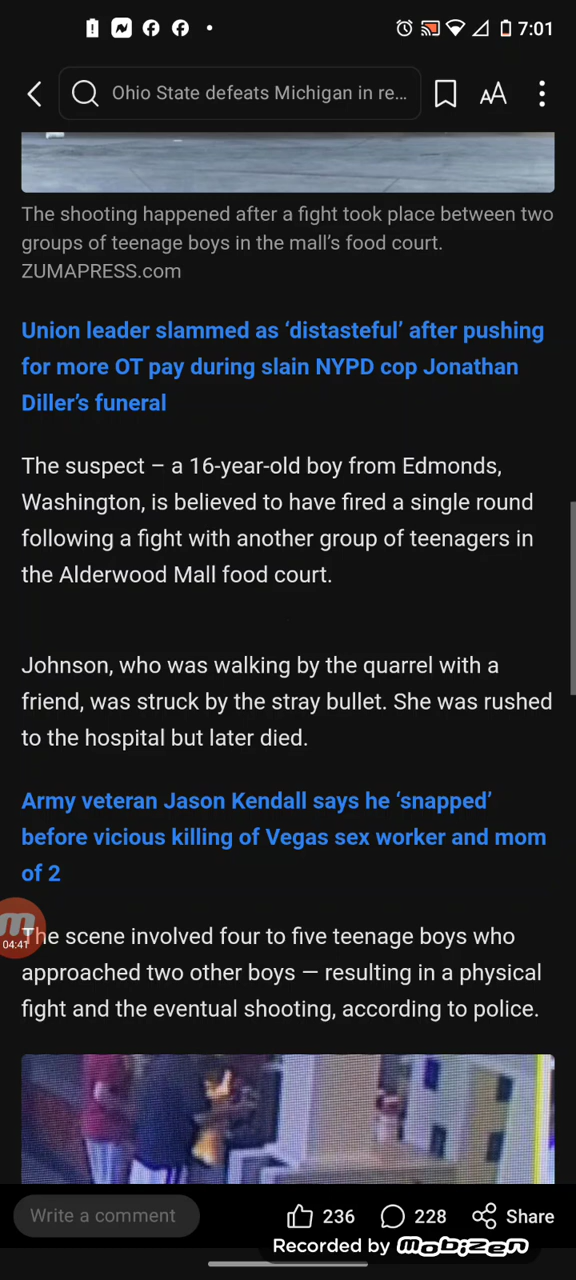 7:01
Ohio State defeats Michigan in re...
AA
The shooting happened after a fight took place between two
groups of teenage boys in the mall’s food court.
ZUMAPRESS.com
Union leader slammed as ‘distasteful’ after pushing
for more OT pay during slain NYPD cop Jonathan
Diller’s funeral
The suspect – a 16-year-old boy from Edmonds,
Washington, is believed to have fired a single round
following a fight with another group of teenagers in
the Alderwood Mall food court.
Johnson, who was walking by the quarrel with a
friend, was struck by the stray bullet. She was rushed
to the hospital but later died.
Army veteran Jason Kendall says he ‘snapped’
before vicious killing of Vegas sex worker and mom
of 2
04:41
The scene involved four to five teenage boys who
approached two other boys — resulting in a physical
fight and the eventual shooting, according to police.
Write a comment 236 228 Share
Recorded by mobizen